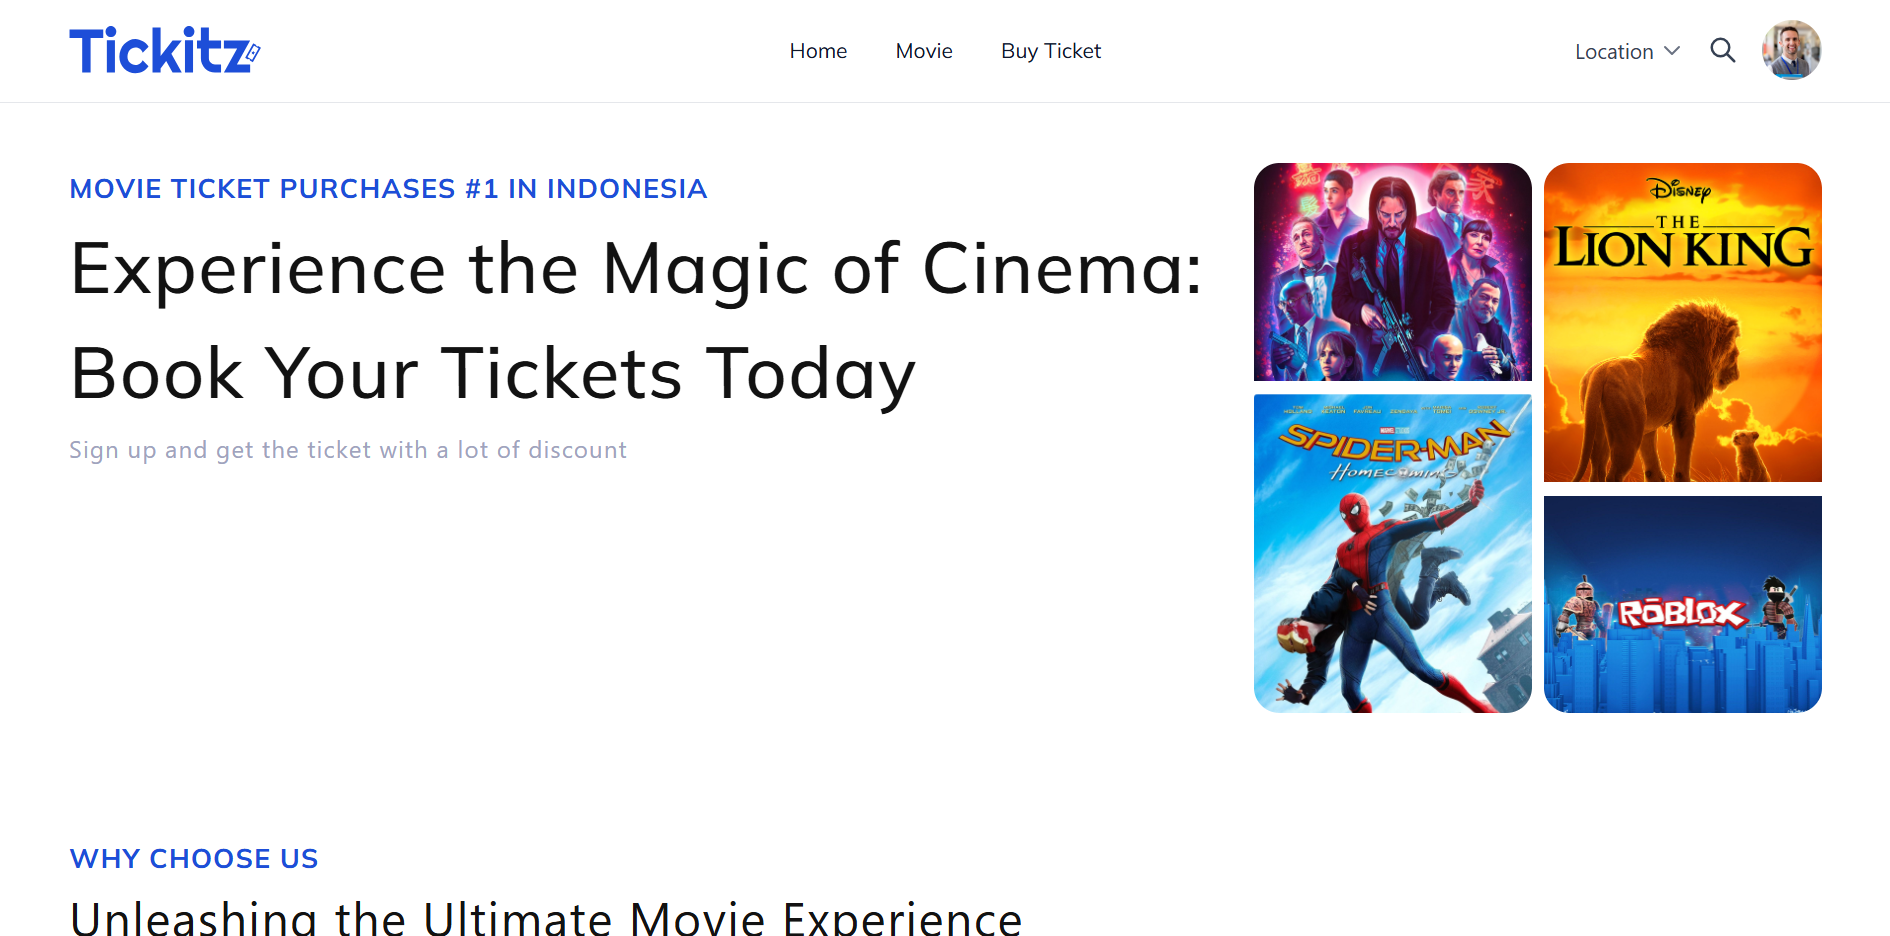 Tickitz
Home
Movie
Buy Ticket
Location
MOVIE TICKET PURCHASES #1 IN INDONESIA
Experience the Magic of Cinema:
Book Your Tickets Today
Sign up and get the ticket with a lot of discount
DISNEY
THE
LION KING
SPIDER-MAN
HOMECOMING
ROBLOX
WHY CHOOSE US
Unleashing the Ultimate Movie Experience